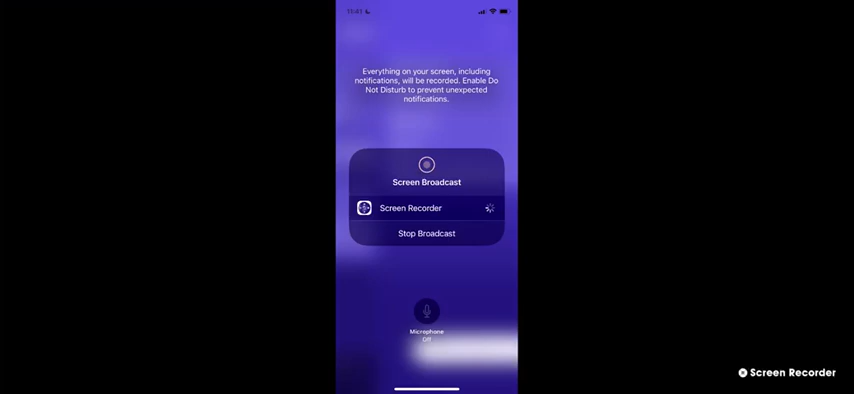 11:41
Everything on your screen, including
notifications, will be recorded. Enable Do
Not Disturb to prevent unexpected
notifications.
Screen Broadcast
Screen Recorder
Stop Broadcast
Microphone
Off
Screen Recorder